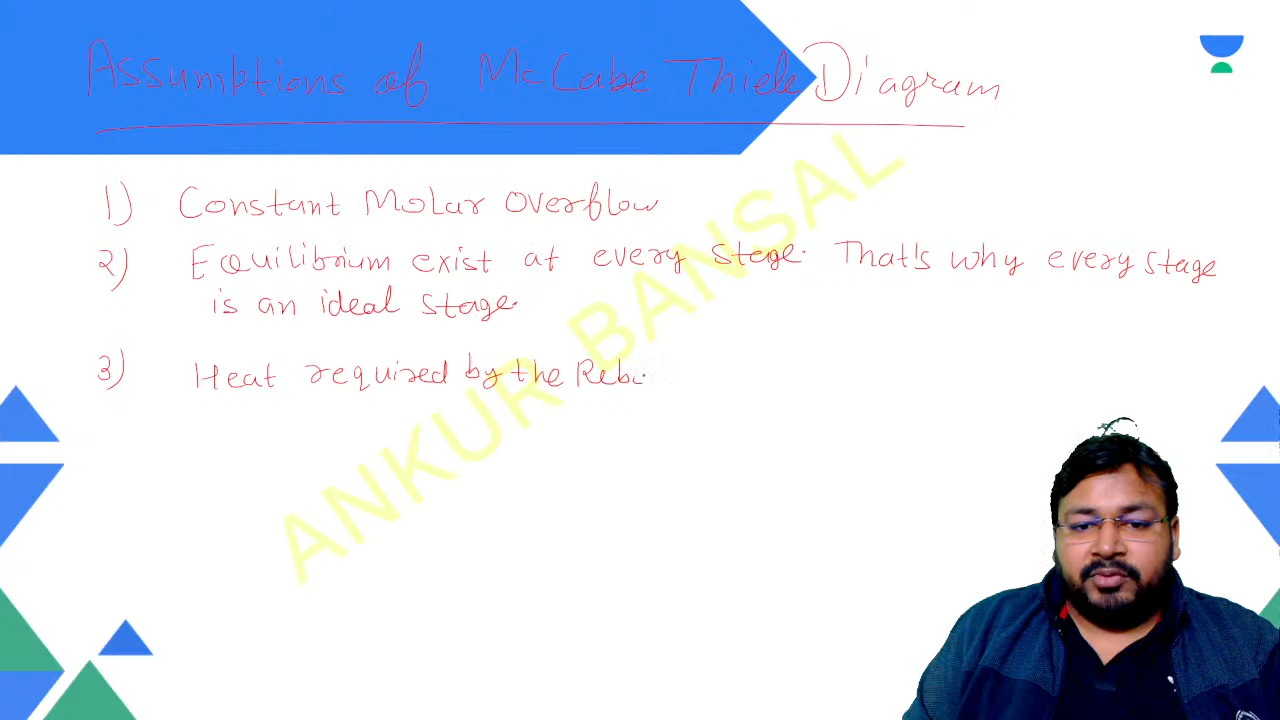 Assumptions of McCabe Thiele Diagram
1) Constant Molar Overflow
2) Equilibrium exist at every stage. That's why every stage
is an ideal stage.
3) Heat required by the Reb
ANKUR BANSAL